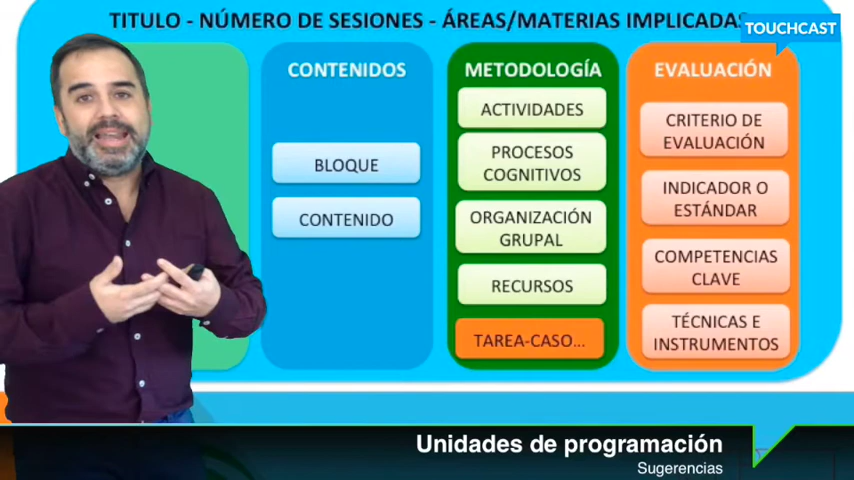 TITULO - NÚMERO DE SESIONES - ÁREAS/MATERIAS IMPLICADAS
TOUCHCAST
CONTENIDOS
BLOQUE
CONTENIDO
METODOLOGÍA
ACTIVIDADES
PROCESOS
COGNITIVOS
ORGANIZACIÓN
GRUPAL
RECURSOS
TAREA-CASO...
EVALUACIÓN
CRITERIO DE
EVALUACIÓN
INDICADOR O
ESTÁNDAR
COMPETENCIAS
CLAVE
TÉCNICAS E
INSTRUMENTOS
Unidades de programación
Sugerencias